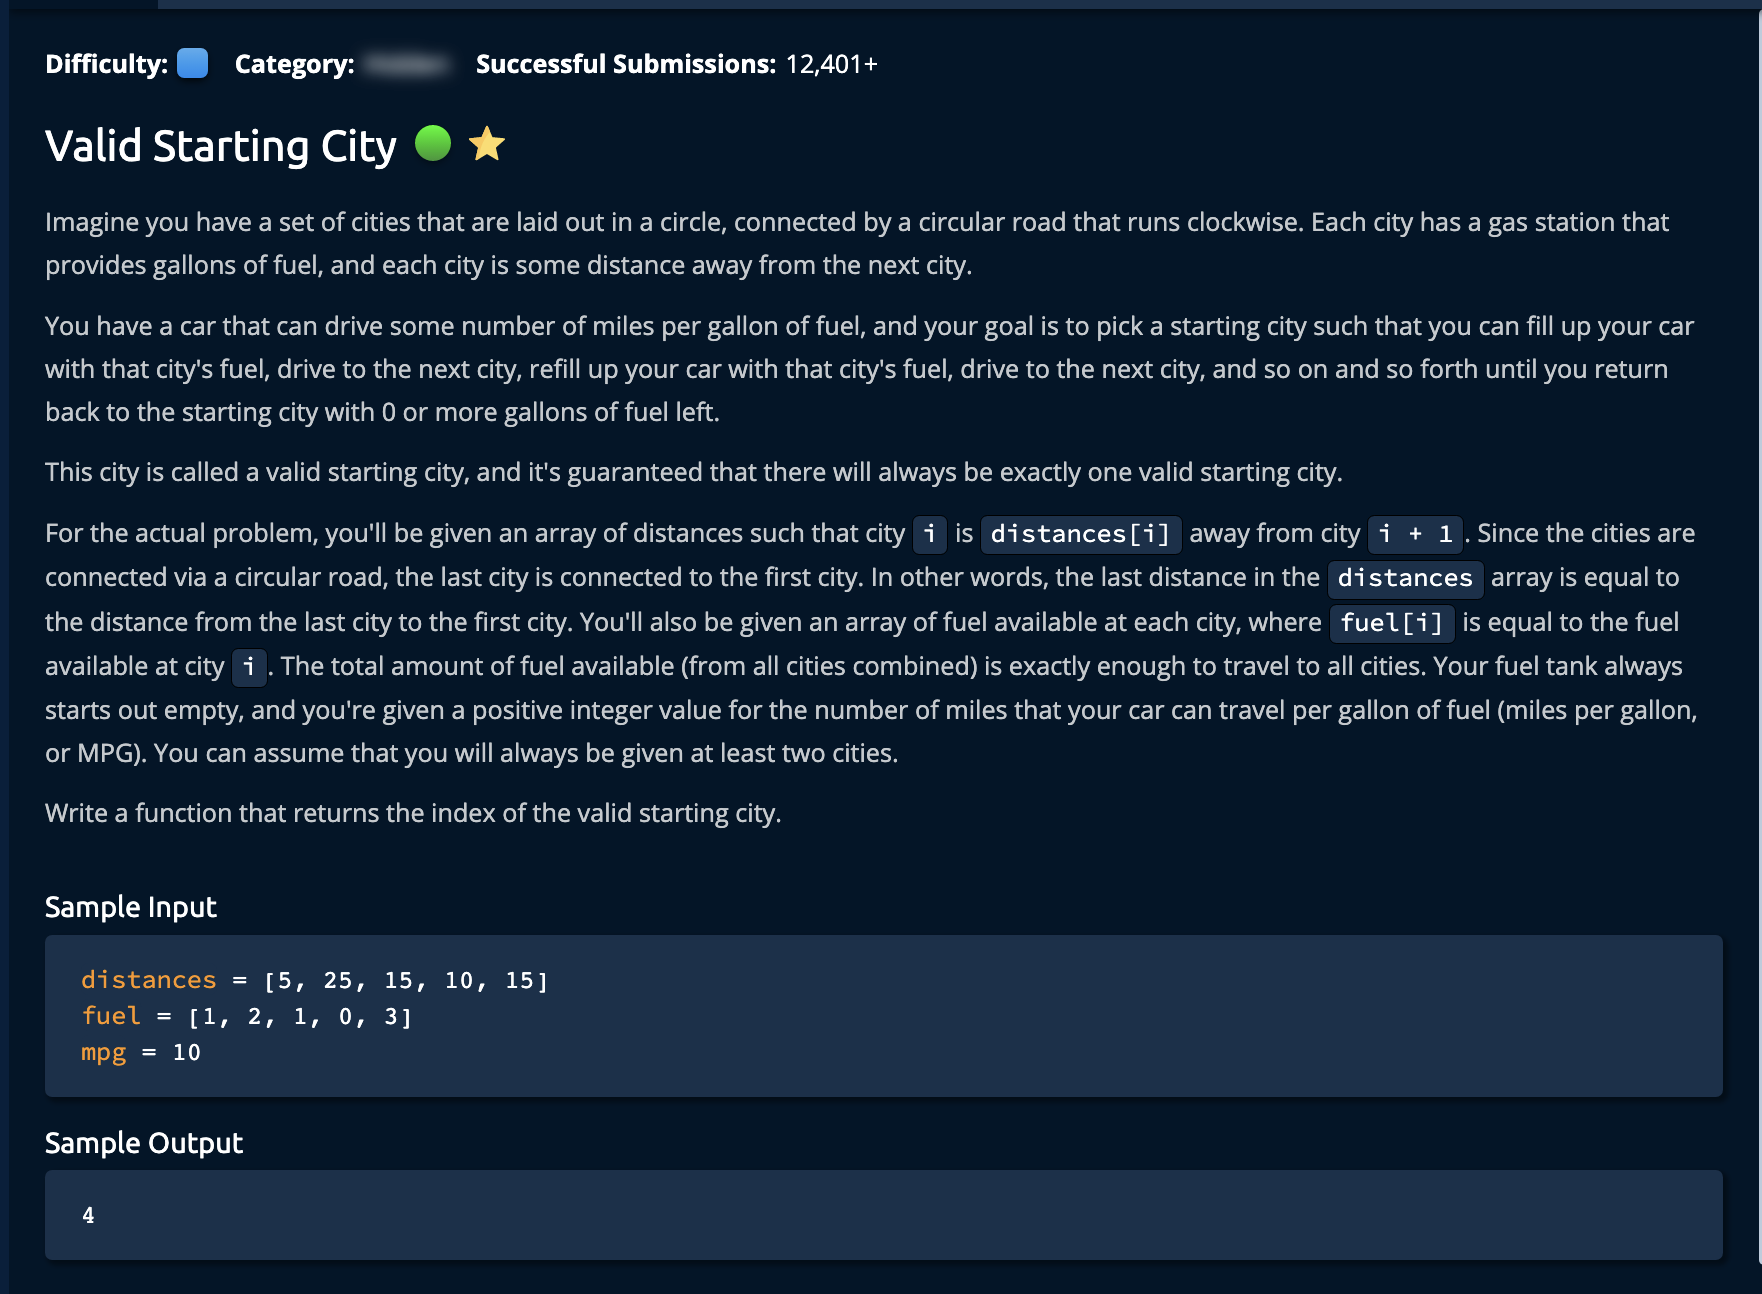 Difficulty: Category: Successful Submissions: 12,401+
Valid Starting City
Imagine you have a set of cities that are laid out in a circle, connected by a circular road that runs clockwise. Each city has a gas station that
provides gallons of fuel, and each city is some distance away from the next city.
You have a car that can drive some number of miles per gallon of fuel, and your goal is to pick a starting city such that you can fill up your car
with that city's fuel, drive to the next city, refill up your car with that city's fuel, drive to the next city, and so on and so forth until you return
back to the starting city with 0 or more gallons of fuel left.
This city is called a valid starting city, and it's guaranteed that there will always be exactly one valid starting city.
For the actual problem, you'll be given an array of distances such that city i is distances[i] away from city i + 1. Since the cities are
connected via a circular road, the last city is connected to the first city. In other words, the last distance in the distances array is equal to
the distance from the last city to the first city. You'll also be given an array of fuel available at each city, where fuel[i] is equal to the fuel
available at city i. The total amount of fuel available (from all cities combined) is exactly enough to travel to all cities. Your fuel tank always
starts out empty, and you're given a positive integer value for the number of miles that your car can travel per gallon of fuel (miles per gallon,
or MPG). You can assume that you will always be given at least two cities.
Write a function that returns the index of the valid starting city.
Sample Input
distances = [5, 25, 15, 10, 15]
fuel = [1, 2, 1, 0, 3]
mpg = 10
Sample Output
4